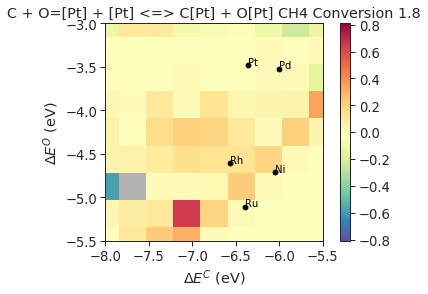 C + O=[Pt] + [Pt] <=> C[Pt] + O[Pt] CH4 Conversion 1.8
−3.0
−3.5
−4.0
−4.5
−5.0
−5.5
ΔE^O (eV)
Pt
Pd
Rh
Ni
Ru
−8.0 −7.5 −7.0 −6.5 −6.0 −5.5
ΔE^C (eV)
0.8
0.6
0.4
0.2
0.0
−0.2
−0.4
−0.6
−0.8